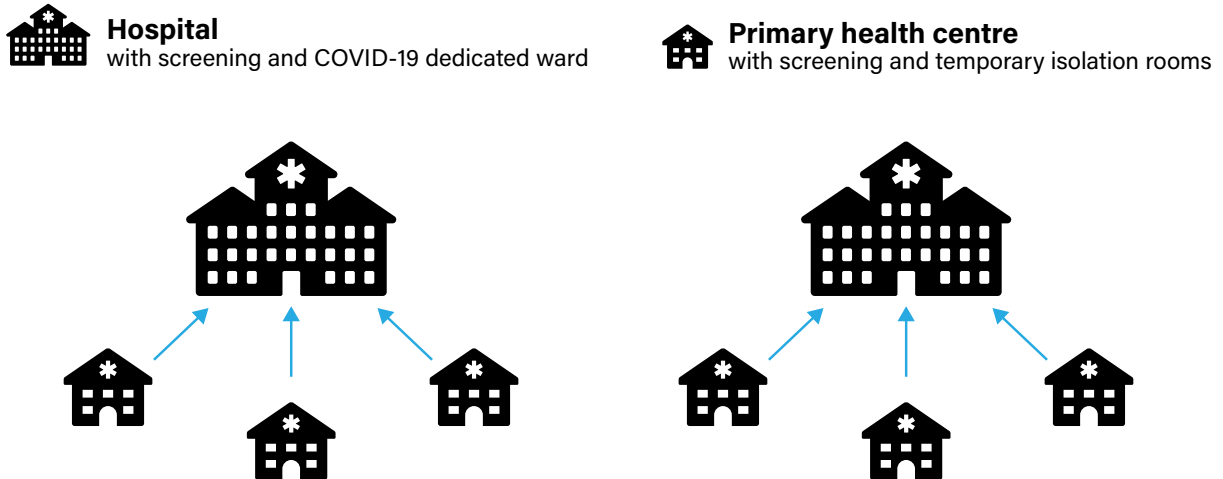 Hospital
with screening and COVID-19 dedicated ward
Primary health centre
with screening and temporary isolation rooms